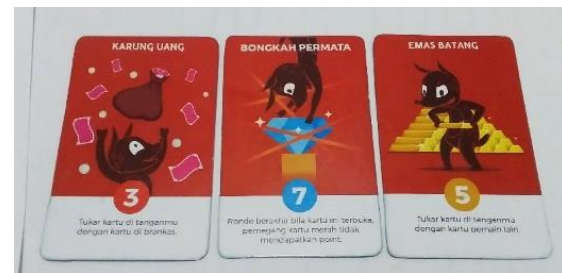 KARUNG UANG
3
Tukar kartu di tanganmu
dengan kartu di brankas.
BONGKAH PERMATA
7
Ronde berakhir bila kartu ini terbuka,
pemegang kartu merah tidak
mendapatkan point.
EMAS BATANG
5
Tukar kartu di tanganmu
dengan kartu pemain lain.